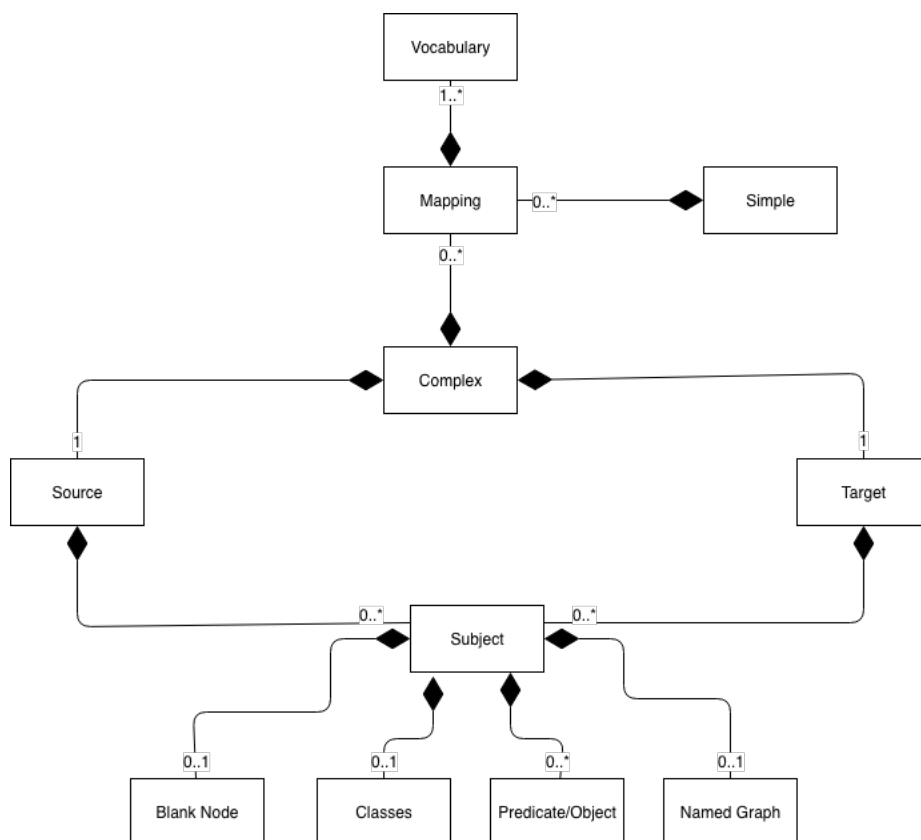 Vocabulary
1..*
Mapping
0..*
Simple
0..*
Complex
1
1
Source
Target
0..*
0..*
Subject
0..1
0..1
0..*
0..1
Blank Node
Classes
Predicate/Object
Named Graph